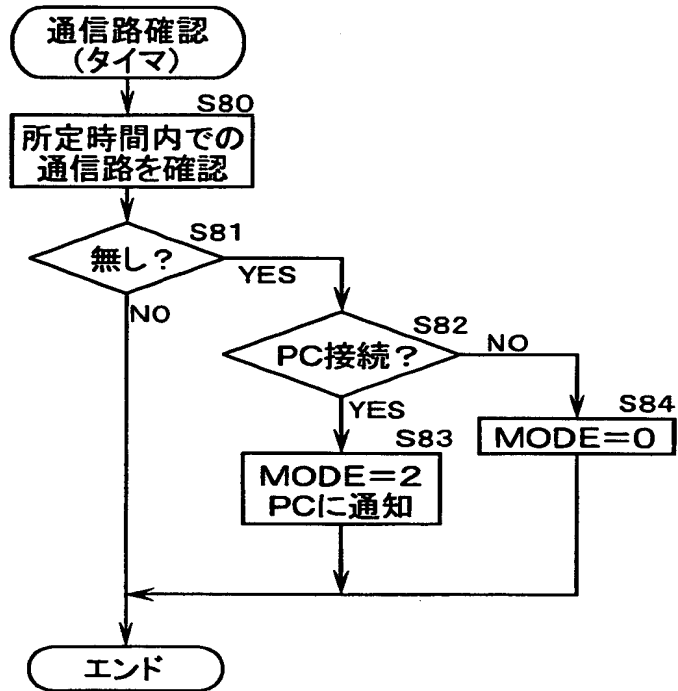 通信路確認
(タイマ)
S80
所定時間内での
通信路を確認
S81
無し?
YES
NO
S82
PC接続?
NO
YES
S84
MODE=0
S83
MODE=2
PCに通知
エンド